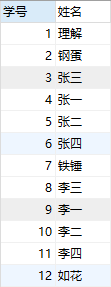 学号 姓名
1 理解
2 钢蛋
3 张三
4 张一
5 张二
6 张四
7 铁锤
8 李三
9 李一
10 李二
11 李四
12 如花